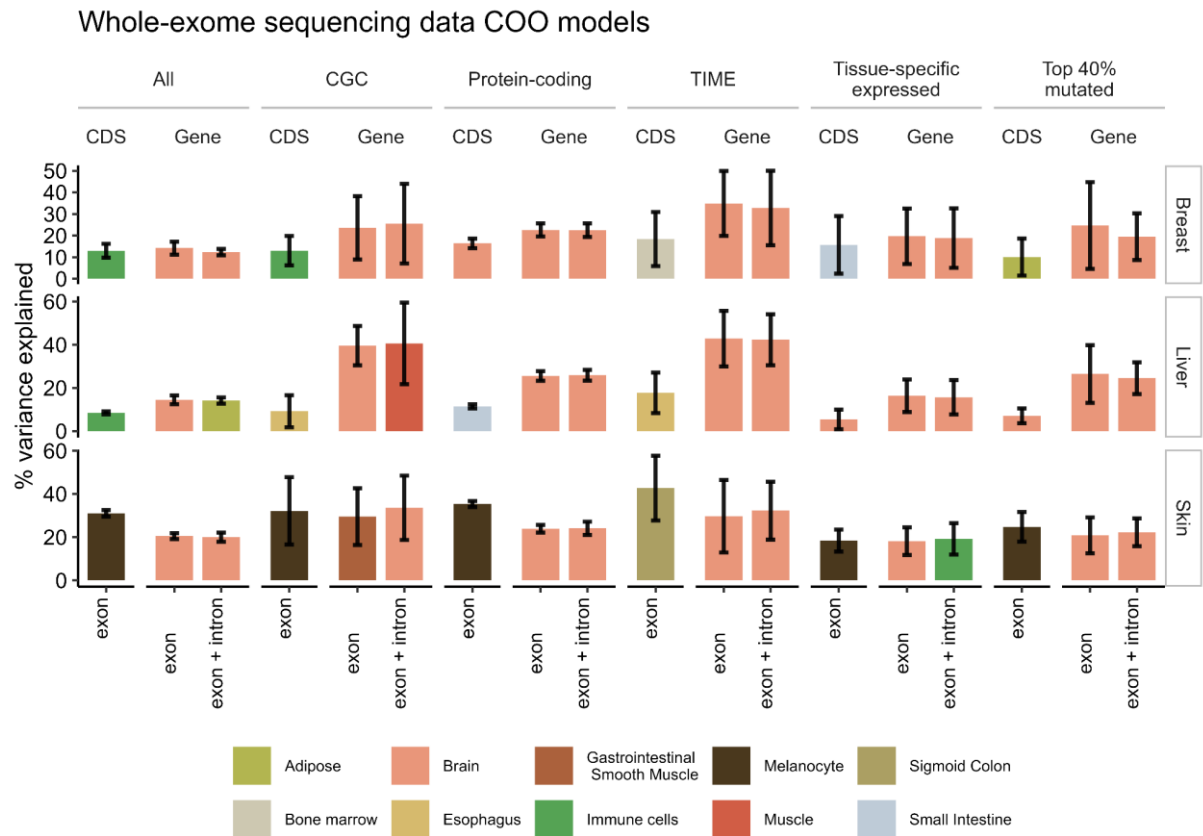 Whole-exome sequencing data COO models
All
CGC
Protein-coding
TIME
Tissue-specific
expressed
Top 40%
mutated
CDS Gene CDS Gene CDS Gene CDS Gene CDS Gene CDS Gene
% variance explained
50
40
30
20
10
0
Breast
60
40
20
0
Liver
60
40
20
0
Skin
exon exon exon + intron exon exon exon + intron exon exon exon + intron exon exon exon + intron exon exon exon + intron exon exon exon + intron
Adipose
Brain
Gastrointestinal
Smooth Muscle
Melanocyte
Sigmoid Colon
Bone marrow
Esophagus
Immune cells
Muscle
Small Intestine